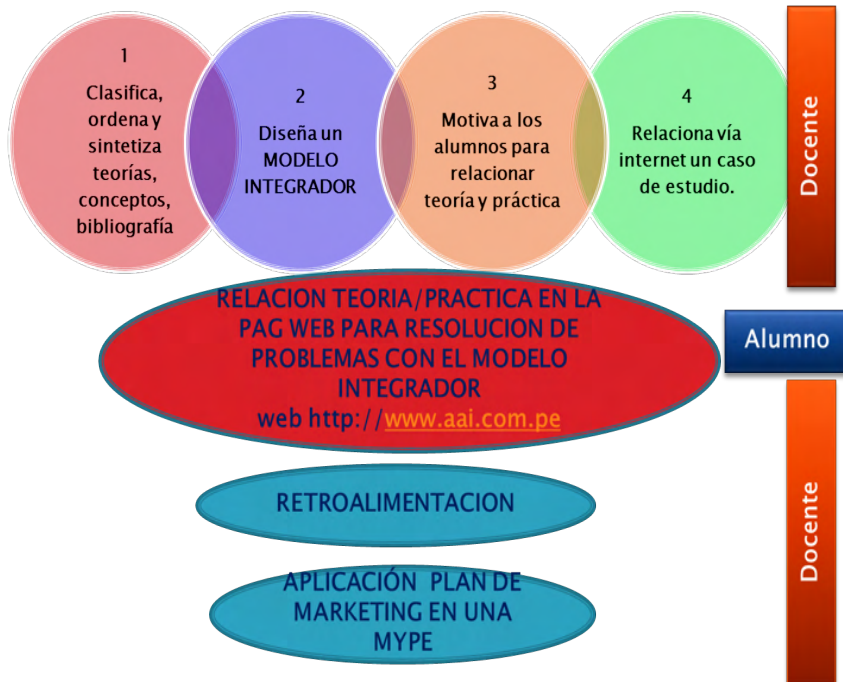 1
Clasifica,
ordena y
sintetiza
teorías,
conceptos,
bibliografía
2
Diseña un
MODELO
INTEGRADOR
3
Motiva a los
alumnos para
relacionar
teoría y práctica
4
Relaciona vía
internet un caso
de estudio.
Docente
RELACION TEORIA/PRACTICA EN LA
PAG WEB PARA RESOLUCION DE
PROBLEMAS CON EL MODELO
INTEGRADOR
web http://www.aai.com.pe
Alumno
RETROALIMENTACION
APLICACIÓN PLAN DE
MARKETING EN UNA
MYPE
Docente